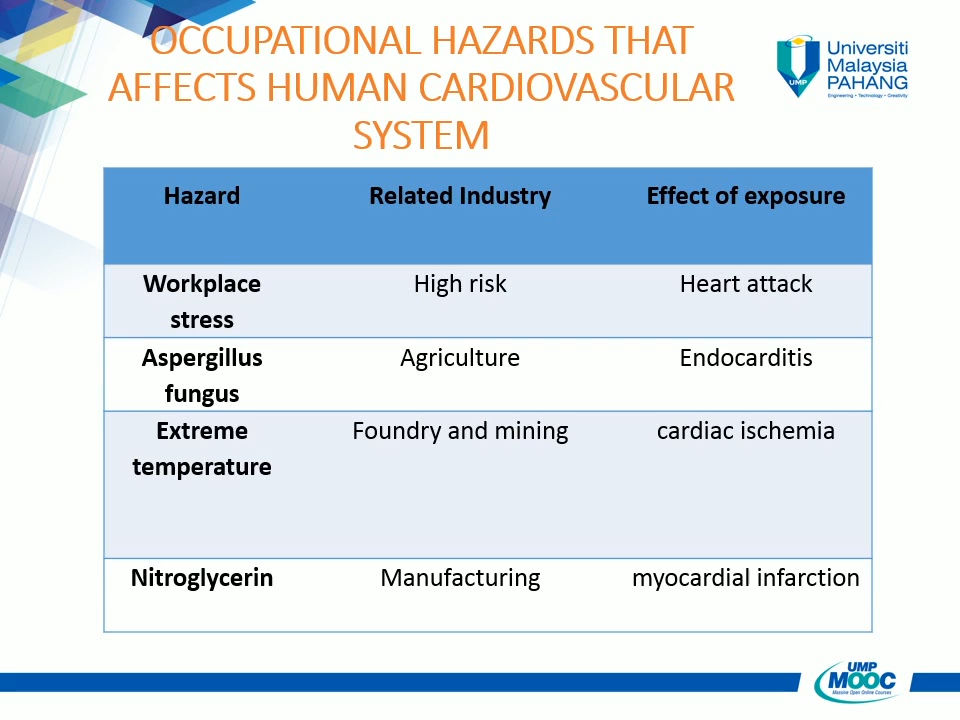 OCCUPATIONAL HAZARDS THAT
AFFECTS HUMAN CARDIOVASCULAR
SYSTEM
UMP
Universiti
Malaysia
PAHANG
Engineering • Technology • Creativity
Hazard Related Industry Effect of exposure
Workplace stress High risk Heart attack
Aspergillus fungus Agriculture Endocarditis
Extreme temperature Foundry and mining cardiac ischemia
Nitroglycerin Manufacturing myocardial infarction
UMP
MOOC
Massive Open Online Courses